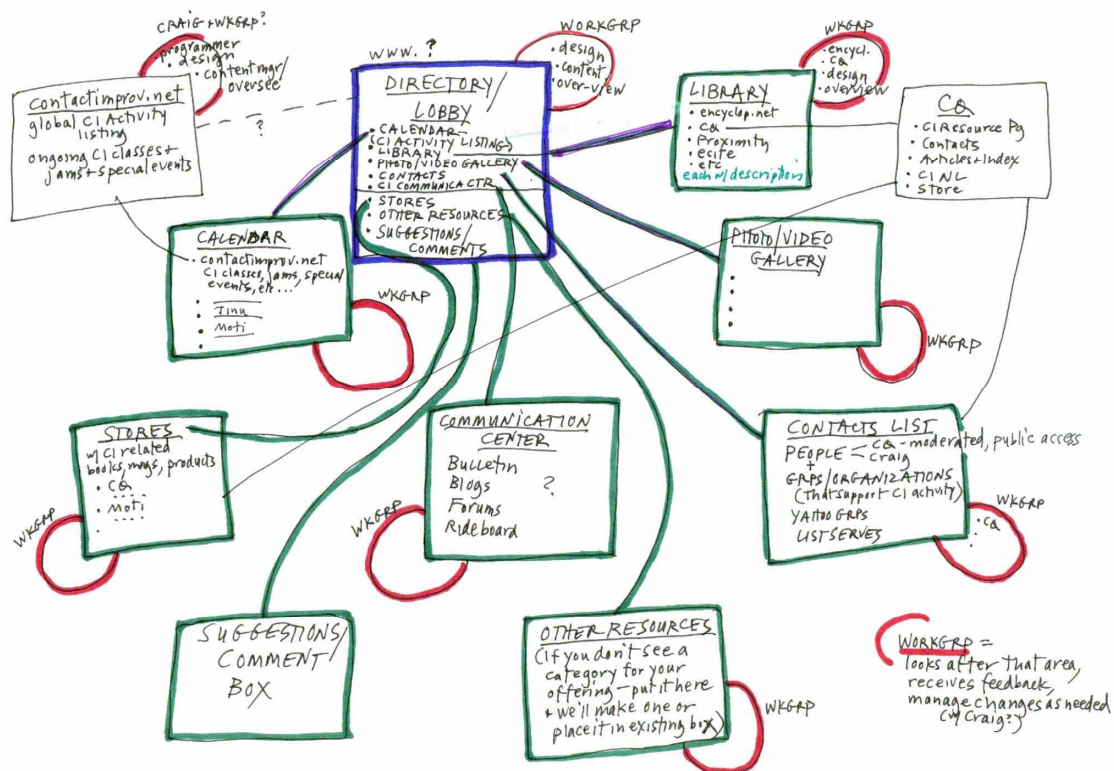 CRAIG + WKGRP?
• programmer
• design
• content mgr/
oversee
contactimprov.net
global CI Activity
listing
ongoing CI classes +
jams + special events
?
WORKGRP
• design
• content
• over-view
www. ?
DIRECTORY/
LOBBY
• CALENDAR
(CI ACTIVITY LISTINGS)
• LIBRARY
• PHOTO/VIDEO GALLERY
• CONTACTS
• CI COMMUNICA CTR
• STORES
• OTHER RESOURCES
• SUGGESTIONS/
COMMENTS
WKGRP
• encycl.
• CQ
• design
• overview
LIBRARY
• encyclop.net
• CQ
• Proximity
• ecite
• etc
each w/description
CQ
• CI Resource Pg
• Contacts
• Articles + Index
• CI NL
• Store
CALENDAR
• contactimprov.net
CI classes, jams, special
events, etc ...
• Moti
WKGRP
PHOTO/VIDEO
GALLERY
WKGRP
STORES
w/ CI related
books, mags, products
• CQ
• Moti
WKGRP
COMMUNICATION
CENTER
Bulletin
Blogs ?
Forums
Rideboard
WKGRP
CONTACTS LIST
PEOPLE – CQ – moderated, public access
Craig
+
GRPS/ORGANIZATIONS
(that support CI activity)
YAHOO GRPS
LIST SERVES
WKGRP
• CQ
SUGGESTIONS/
COMMENT
BOX
OTHER RESOURCES
(If you don't see a
category for your
offering – put it here
+ we'll make one or
place it in existing box)
WKGRP
WORKGRP =
looks after that area,
receives feedback,
manage changes as needed
(w/ Craig?)